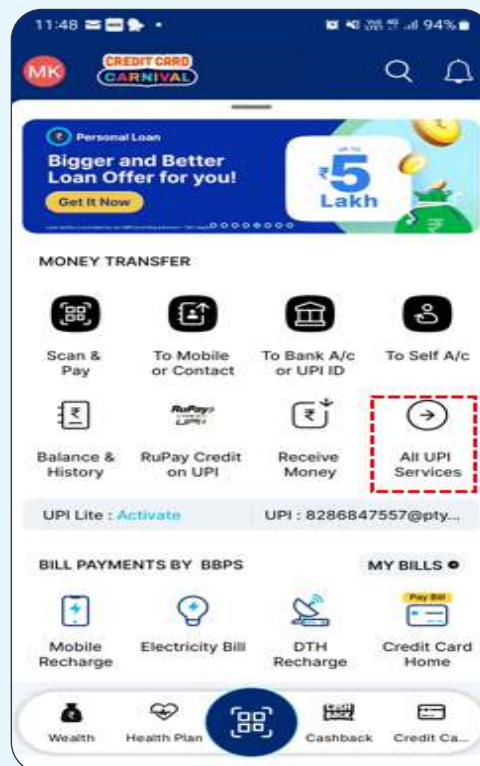 11:48
94%
MK
CREDIT CARD
CARNIVAL
Personal Loan
Bigger and Better
Loan Offer for you!
UP TO
₹5
Lakh
Get It Now
MONEY TRANSFER
Scan & Pay
To Mobile or Contact
To Bank A/c or UPI ID
To Self A/c
Balance & History
RuPay
UPI
RuPay Credit on UPI
Receive Money
All UPI Services
UPI Lite : Activate
UPI : 8286847557@pty...
BILL PAYMENTS BY BBPS
MY BILLS
Mobile Recharge
Electricity Bill
DTH Recharge
Pay Bill
Credit Card Home
Wealth
Health Plan
Cashback
Credit Ca...